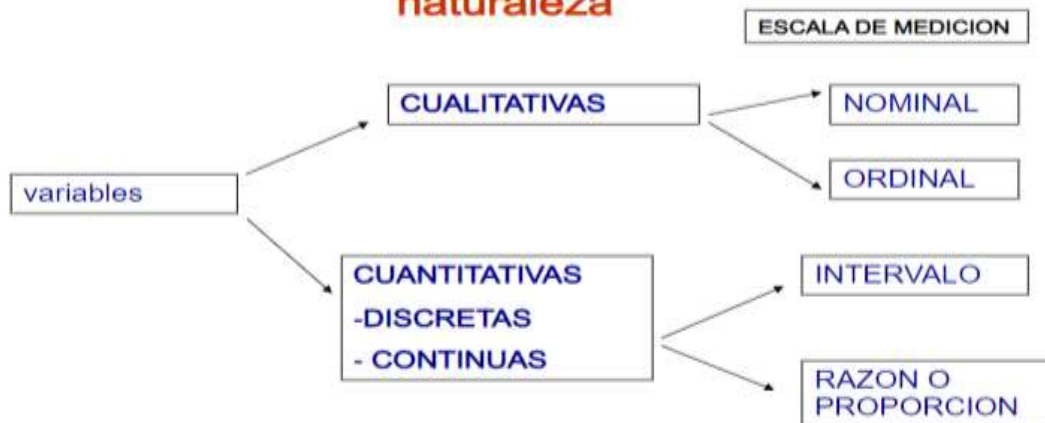 naturaleza
ESCALA DE MEDICION
CUALITATIVAS
NOMINAL
ORDINAL
variables
CUANTITATIVAS
-DISCRETAS
- CONTINUAS
INTERVALO
RAZON O
PROPORCION